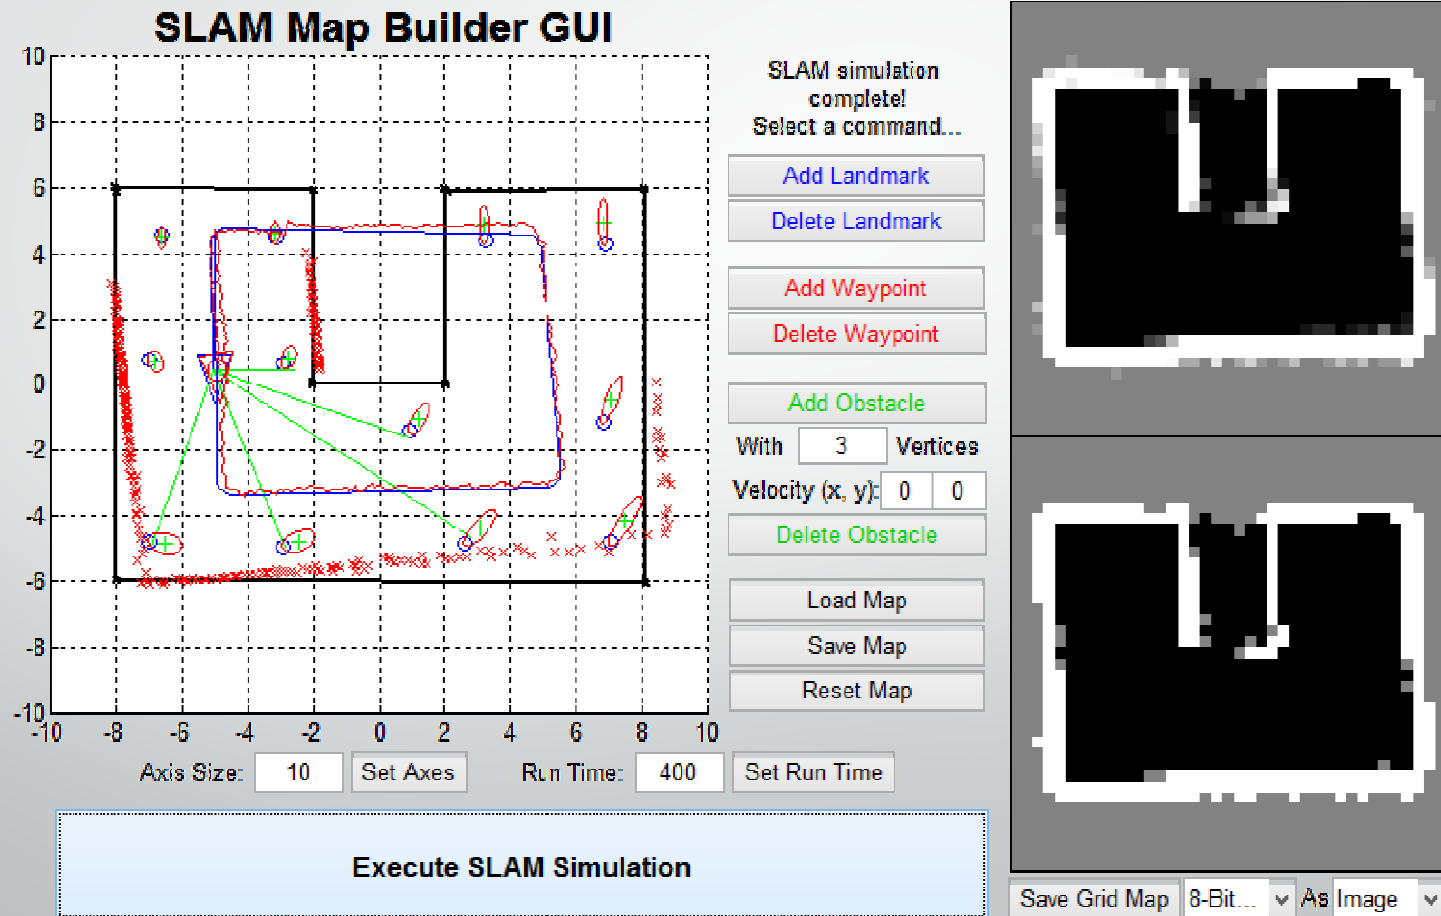 SLAM Map Builder GUI
10
8
6
4
2
0
-2
-4
-6
-8
-10
-10 -8 -6 -4 -2 0 2 4 6 8 10
Axis Size: 10 Set Axes Run Time: 400 Set Run Time
Execute SLAM Simulation
SLAM simulation
complete!
Select a command...
Add Landmark
Delete Landmark
Add Waypoint
Delete Waypoint
Add Obstacle
With 3 Vertices
Velocity (x, y): 0 0
Delete Obstacle
Load Map
Save Map
Reset Map
Save Grid Map 8-Bit... As Image